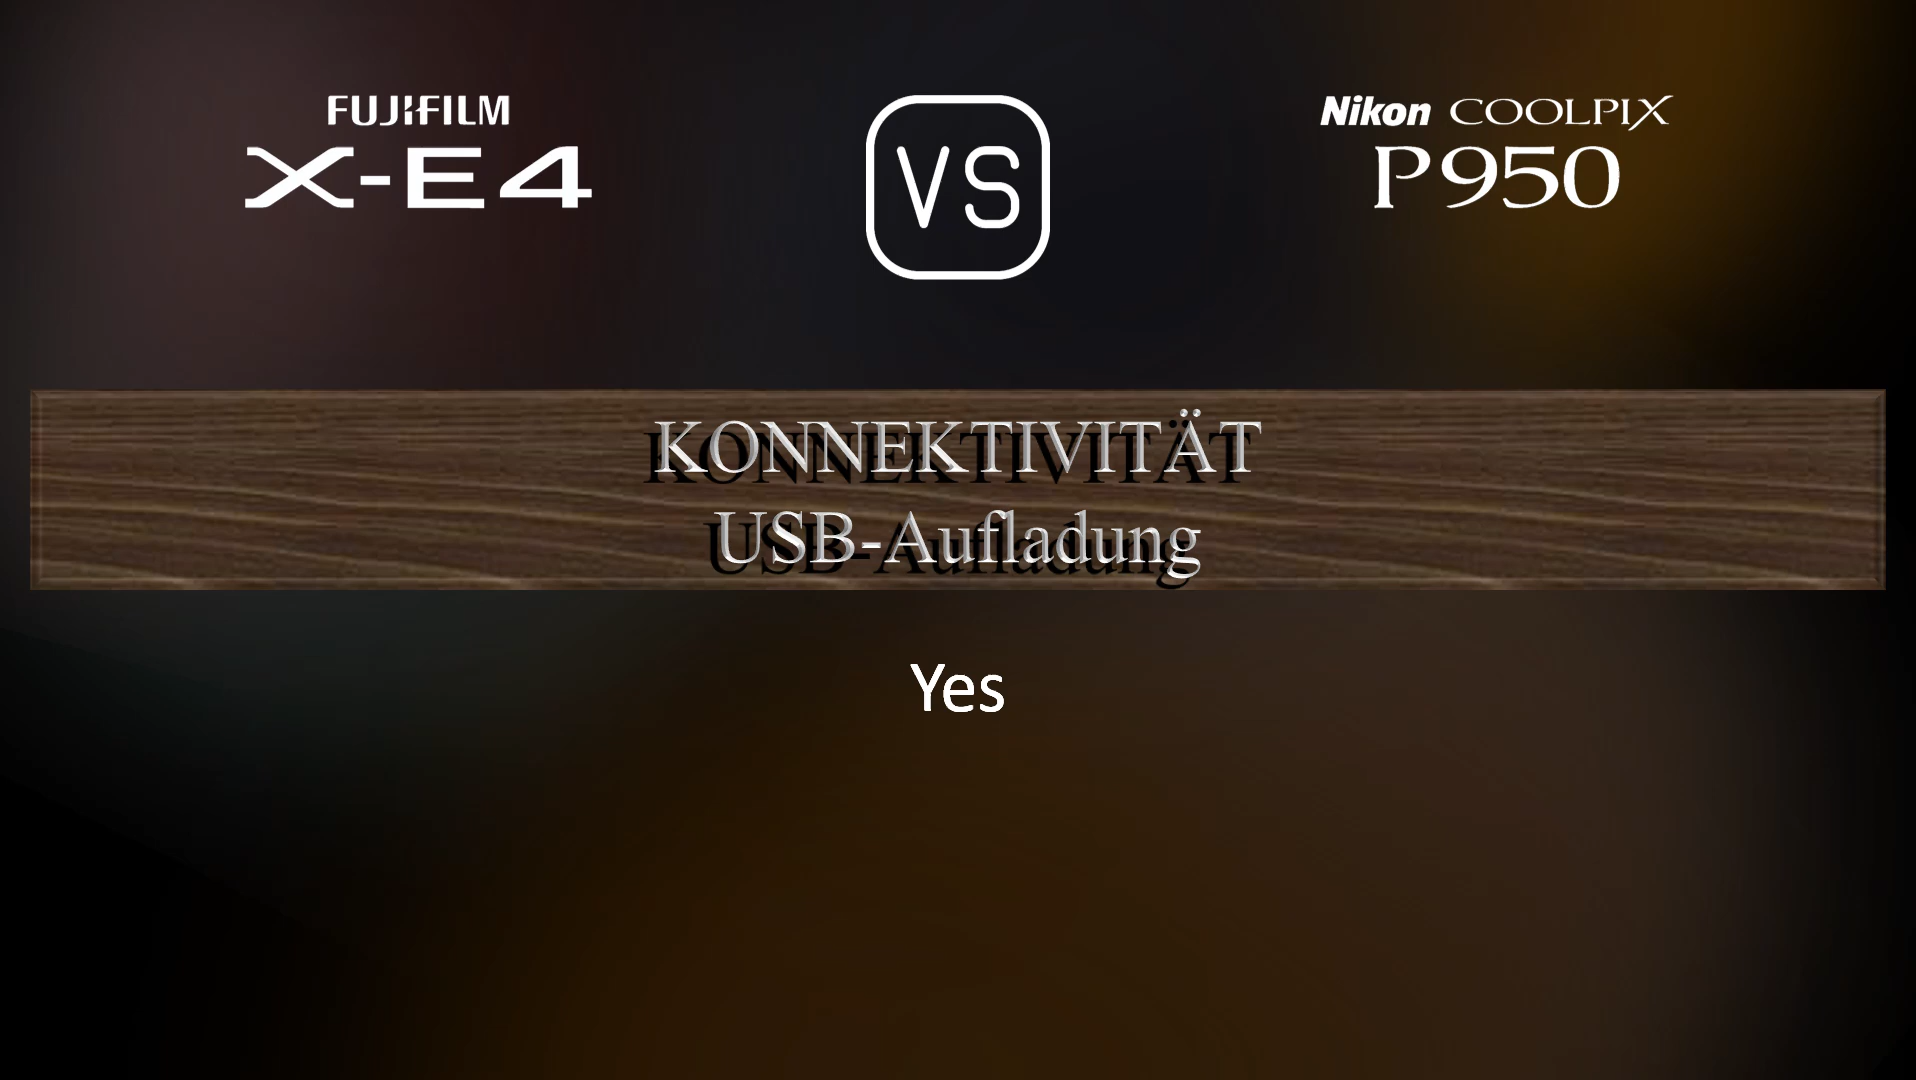 FUJIFILM
X-E4
VS
Nikon COOLPIX
P950
KONNEKTIVITÄT
USB-Aufladung
Yes